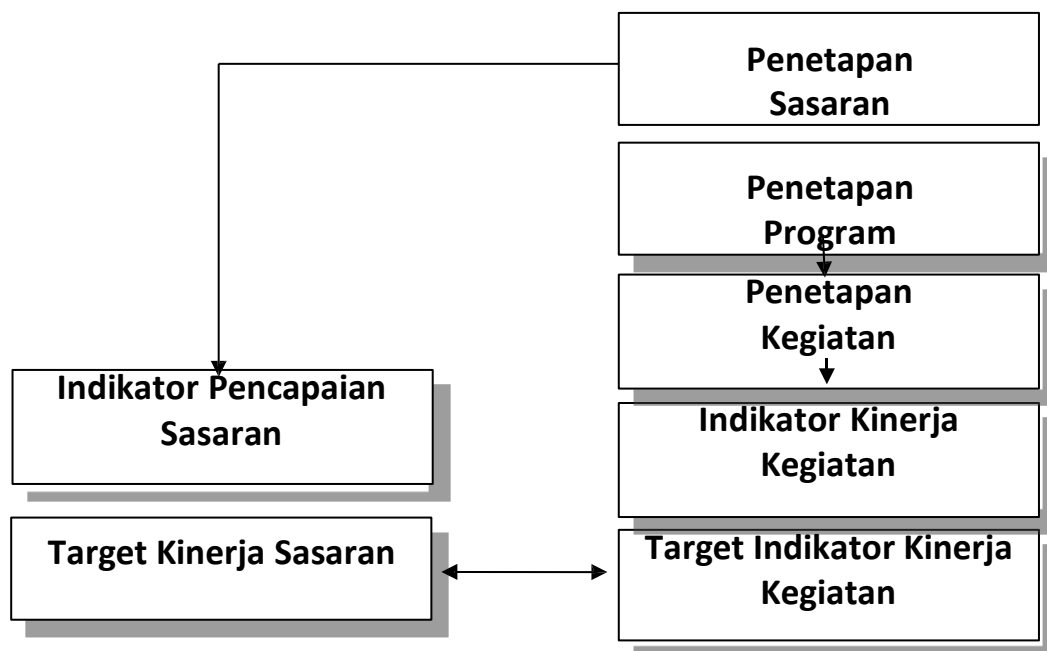 Penetapan
Sasaran
Penetapan
Program
Penetapan
Kegiatan
Indikator Pencapaian
Sasaran
Indikator Kinerja
Kegiatan
Target Kinerja Sasaran
Target Indikator Kinerja
Kegiatan